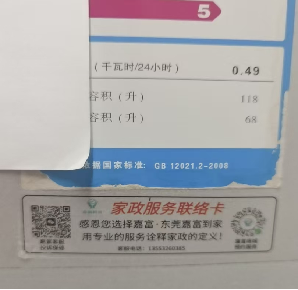 5
(千瓦时/24小时) 0.49
容积(升) 118
容积(升) 68
依据国家标准: GB 12021.2-2008
家政服务联络卡
感恩您选择嘉富·东莞嘉富到家
用专业的服务诠释家政的定义!